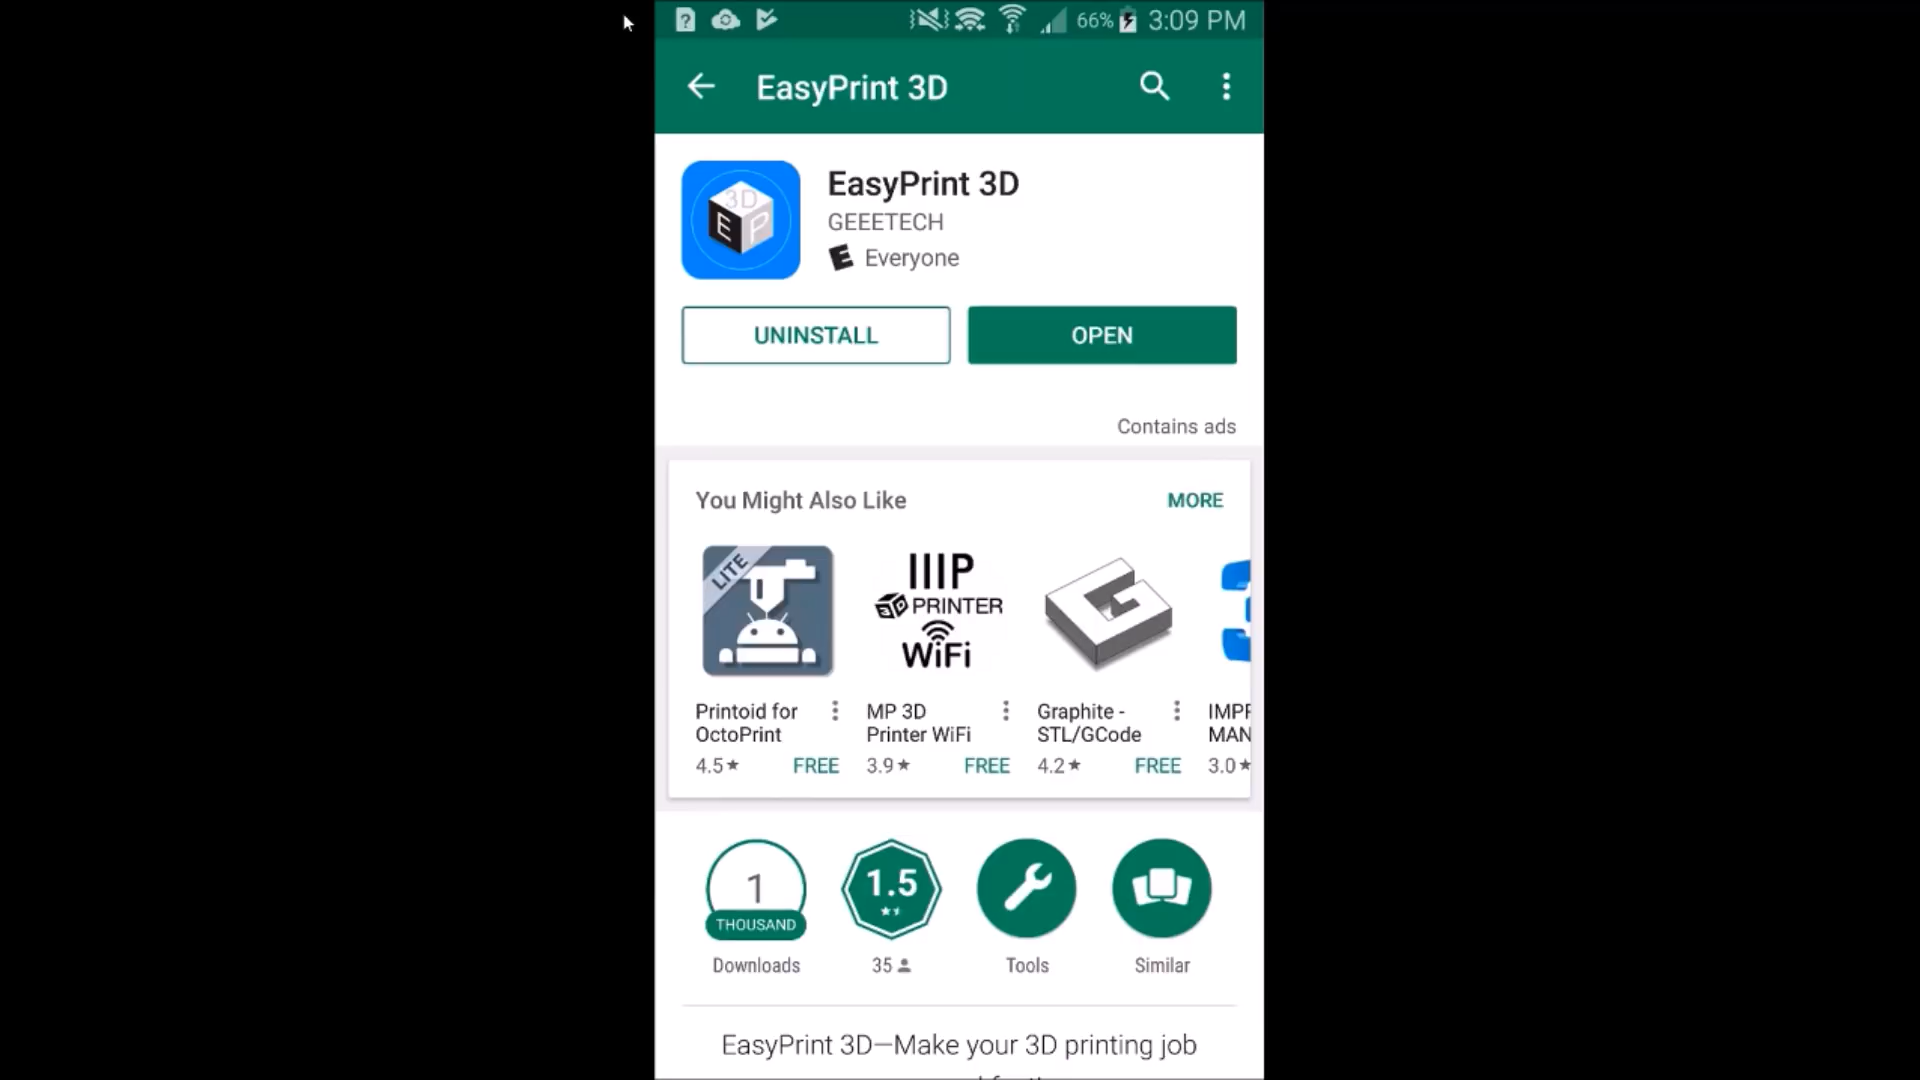 66% 3:09 PM
EasyPrint 3D
3D
E P
EasyPrint 3D
GEEETECH
E Everyone
UNINSTALL OPEN
Contains ads
You Might Also Like MORE
LITE
IIIP
3D PRINTER
WiFi
G
Printoid for OctoPrint
4.5★ FREE
MP 3D Printer WiFi
3.9★ FREE
Graphite - STL/GCode
4.2★ FREE
MAN
3.0★
1 THOUSAND
Downloads
1.5
35
Tools
Similar
EasyPrint 3D—Make your 3D printing job